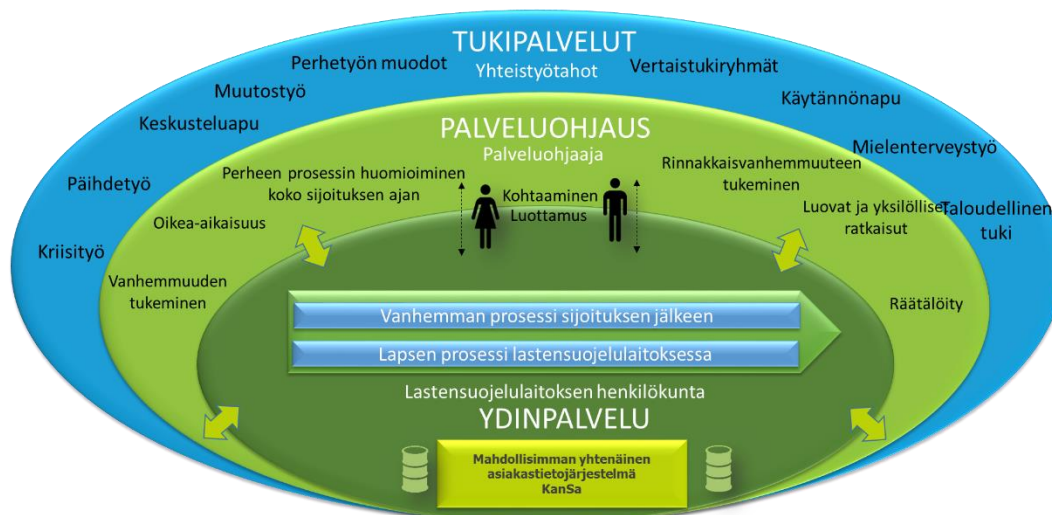 TUKIPALVELUT
Yhteistyötahot
Perhetyön muodot
Vertaistukiryhmät
Muutostyö
Käytännönapu
Keskusteluapu
Mielenterveystyö
Päihdetyö
Taloudellinen
tuki
Kriisityö
PALVELUOHJAUS
Palveluohjaaja
Perheen prosessin huomioiminen
koko sijoituksen ajan
Kohtaaminen
Luottamus
Rinnakkaisvanhemmuuteen
tukeminen
Oikea-aikaisuus
Luovat ja yksilölliset
ratkaisut
Vanhemmuuden
tukeminen
Räätälöity
Vanhemman prosessi sijoituksen jälkeen
Lapsen prosessi lastensuojelulaitoksessa
Lastensuojelulaitoksen henkilökunta
YDINPALVELU
Mahdollisimman yhtenäinen
asiakastietojärjestelmä
KanSa